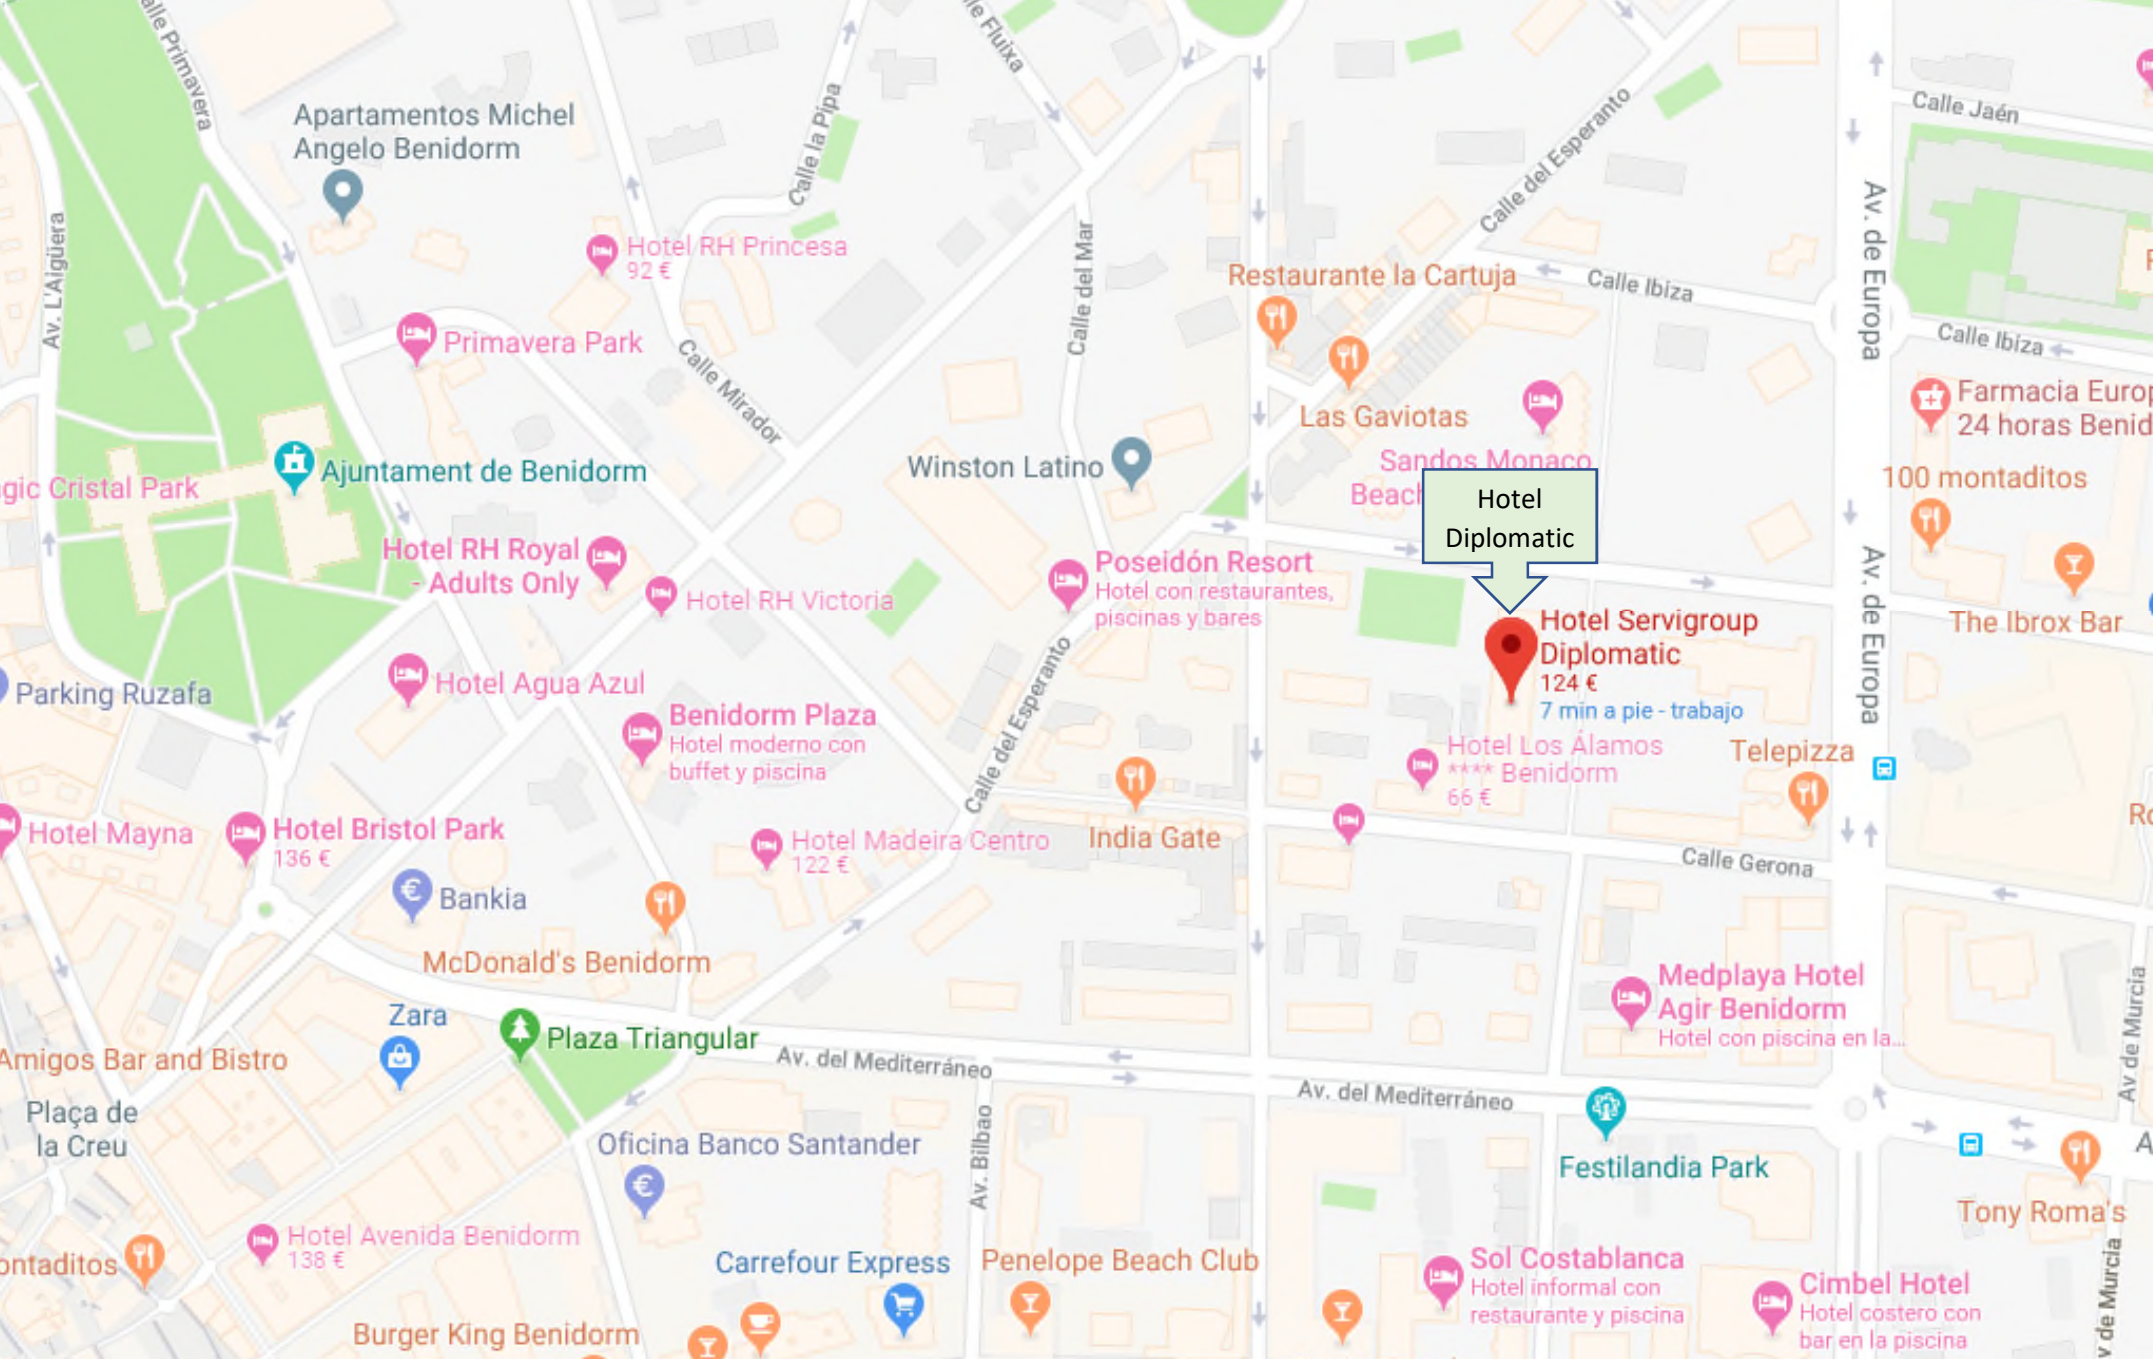 Calle Primavera
Calle Fluixa
Calle Jaén
Apartamentos Michel
Angelo Benidorm
Calle la Pipa
Calle del Esperanto
Av. de Europa
Av. L'Aigüera
Hotel RH Princesa
92 €
Calle del Mar
Restaurante la Cartuja
Calle Ibiza
Calle Ibiza
Primavera Park
Calle Mirador
Las Gaviotas
Farmacia Europ
24 horas Benid
Ajuntament de Benidorm
gic Cristal Park
Winston Latino
Sandos Monaco
Beach
100 montaditos
Hotel
Diplomatic
Hotel RH Royal
- Adults Only
Hotel RH Victoria
Poseidón Resort
Hotel con restaurantes,
piscinas y bares
Av. de Europa
The Ibrox Bar
Hotel Servigroup
Diplomatic
124 €
7 min a pie - trabajo
Parking Ruzafa
Hotel Agua Azul
Benidorm Plaza
Hotel moderno con
buffet y piscina
Calle del Esperanto
Hotel Los Álamos
**** Benidorm
66 €
Telepizza
Hotel Mayna
Hotel Bristol Park
136 €
Hotel Madeira Centro
122 €
India Gate
Calle Gerona
Ro
Bankia
McDonald's Benidorm
Medplaya Hotel
Agir Benidorm
Hotel con piscina en la...
Av de Murcia
Zara
Plaza Triangular
Amigos Bar and Bistro
Av. del Mediterráneo
Av. del Mediterráneo
Plaça de
la Creu
Oficina Banco Santander
Av. Bilbao
Festilandia Park
A
Tony Roma's
Hotel Avenida Benidorm
138 €
ontaditos
Carrefour Express
Penelope Beach Club
Sol Costablanca
Hotel informal con
restaurante y piscina
Cimbel Hotel
Hotel costero con
bar en la piscina
v de Murcia
Burger King Benidorm